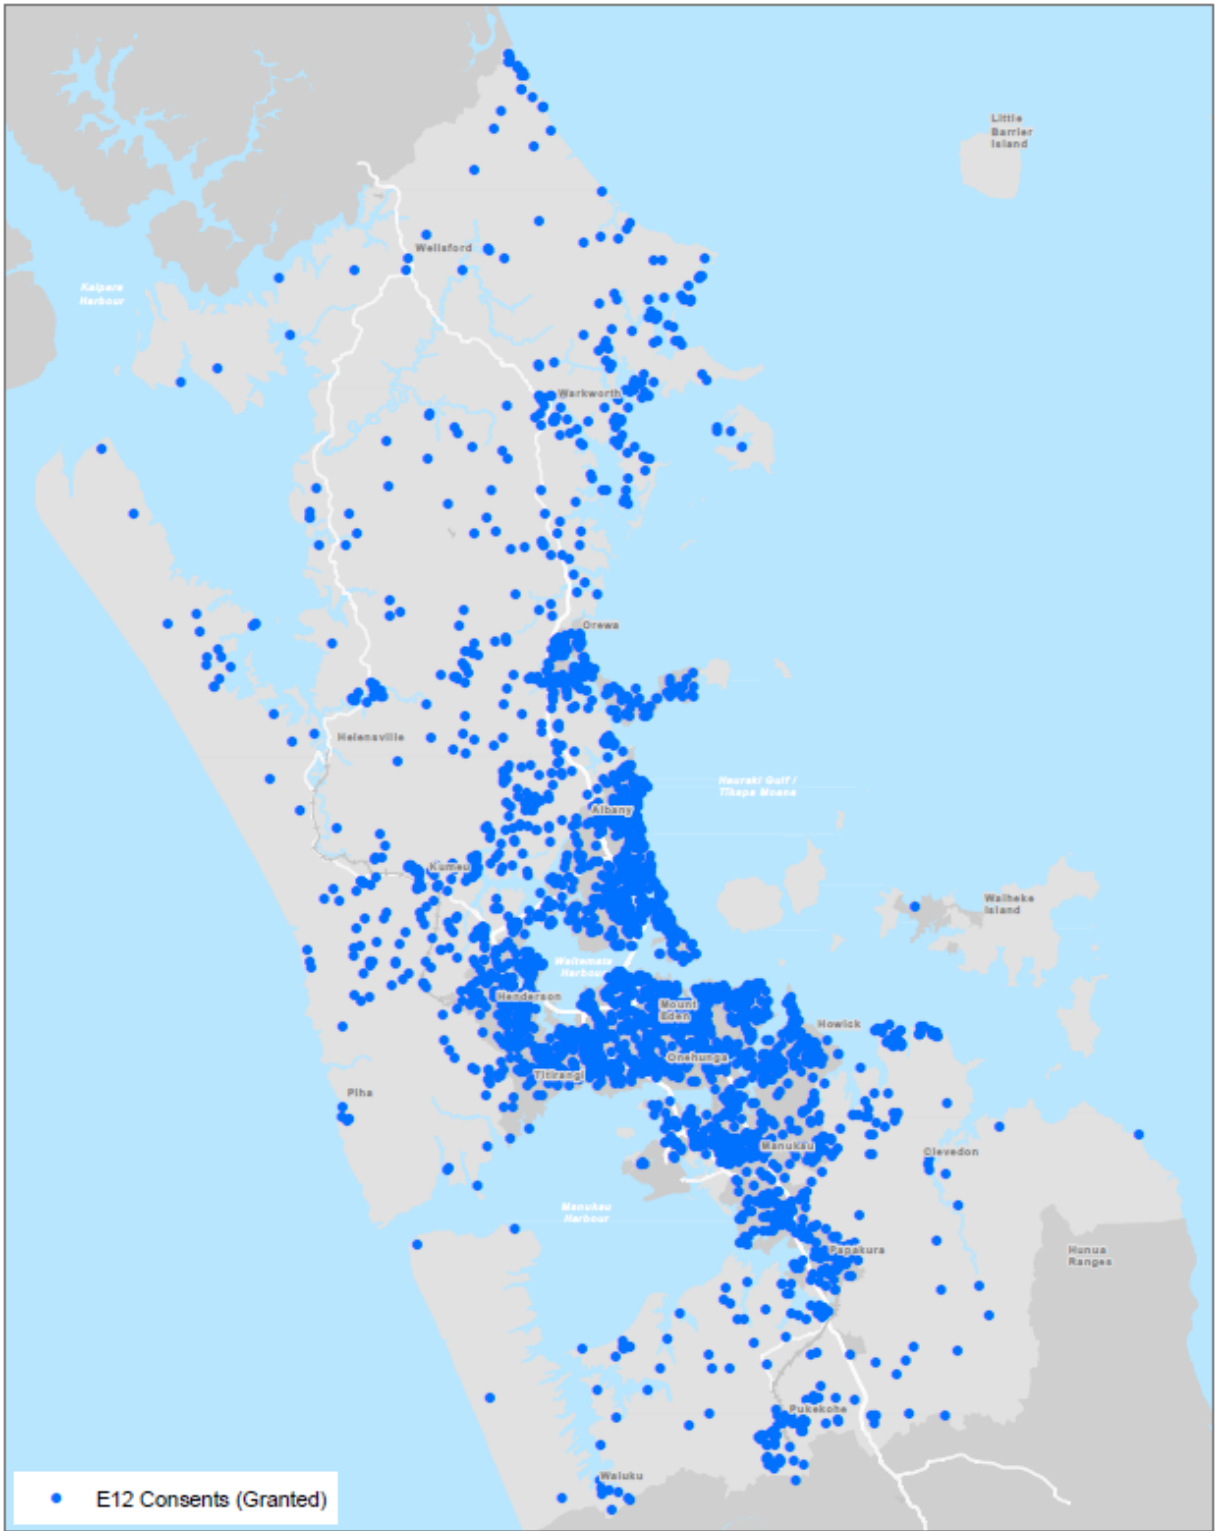 Little
Barrier
Island
Wellsford
Kaipara
Harbour
Warkworth
Orewa
Helensville
Hauraki Gulf /
Tīkapa Moana
Albany
Kumeu
Waiheke
Island
Waitemata
Harbour
Henderson
Mount
Eden
Howick
Onehunga
Titirangi
Piha
Manukau
Clevedon
Manukau
Harbour
Papakura
Hunua
Ranges
Pukekohe
Waiuku
E12 Consents (Granted)